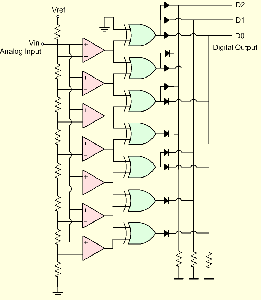 Vref
D2
D1
Vin
D0
Analog Input
Digital Output